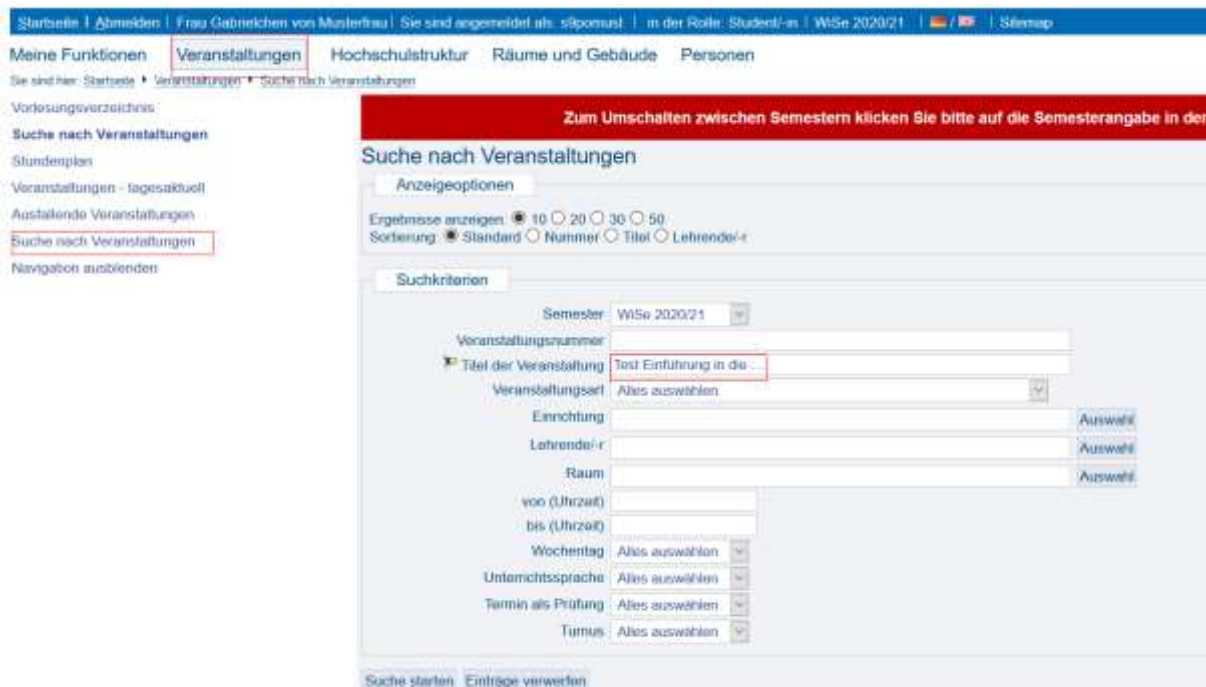 Startseite | Abmelden | Frau Gabrielchen von Musterfrau | Sie sind angemeldet als: s9pomust | in der Rolle: Student/-in | WiSe 2020/21 | / | Sitemap
Meine Funktionen Veranstaltungen Hochschulstruktur Räume und Gebäude Personen
Sie sind hier: Startseite Veranstaltungen Suche nach Veranstaltungen
Vorlesungsverzeichnis
Suche nach Veranstaltungen
Stundenplan
Veranstaltungen - tagesaktuell
Ausfallende Veranstaltungen
Suche nach Veranstaltungen
Navigation ausblenden
Zum Umschalten zwischen Semestern klicken Sie bitte auf die Semesterangabe in der
Suche nach Veranstaltungen
Anzeigeoptionen
Ergebnisse anzeigen: 10 20 30 50
Sortierung: Standard Nummer Titel Lehrende/-r
Suchkriterien
Semester WiSe 2020/21
Veranstaltungsnummer
Titel der Veranstaltung Test Einführung in die ...
Veranstaltungsart Alles auswählen
Einrichtung Auswahl
Lehrende/-r Auswahl
Raum Auswahl
von (Uhrzeit)
bis (Uhrzeit)
Wochentag Alles auswählen
Unterrichtssprache Alles auswählen
Termin als Prüfung Alles auswählen
Turnus Alles auswählen
Suche starten Einträge verwerfen